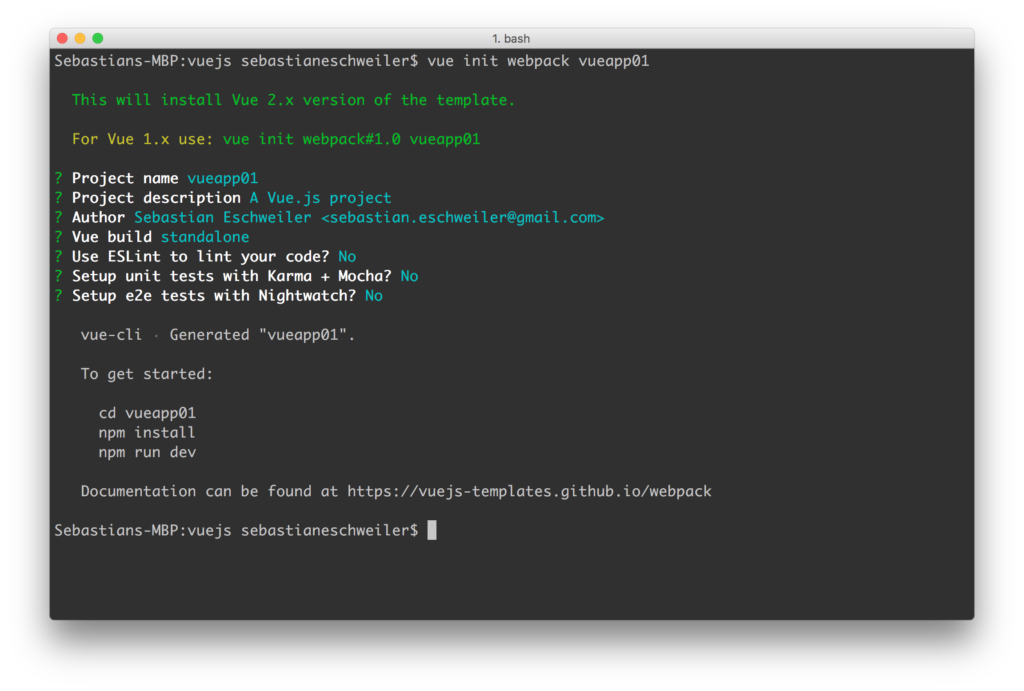 1. bash
Sebastians-MBP:vuejs sebastianeschweiler$ vue init webpack vueapp01
This will install Vue 2.x version of the template.
For Vue 1.x use: vue init webpack#1.0 vueapp01
? Project name vueapp01
? Project description A Vue.js project
? Author Sebastian Eschweiler <sebastian.eschweiler@gmail.com>
? Vue build standalone
? Use ESLint to lint your code? No
? Setup unit tests with Karma + Mocha? No
? Setup e2e tests with Nightwatch? No
vue-cli · Generated "vueapp01".
To get started:
cd vueapp01
npm install
npm run dev
Documentation can be found at https://vuejs-templates.github.io/webpack
Sebastians-MBP:vuejs sebastianeschweiler$